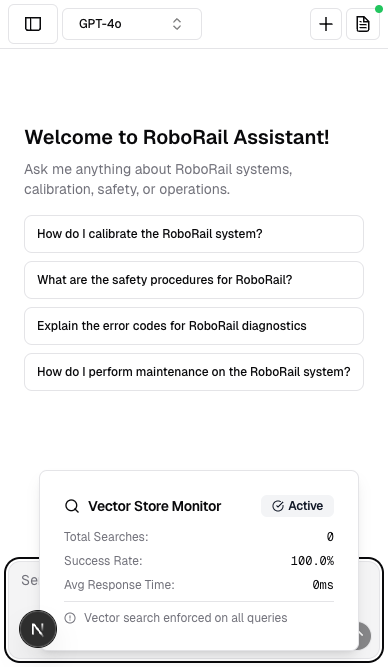 GPT-4o
Welcome to RoboRail Assistant!
Ask me anything about RoboRail systems,
calibration, safety, or operations.
How do I calibrate the RoboRail system?
What are the safety procedures for RoboRail?
Explain the error codes for RoboRail diagnostics
How do I perform maintenance on the RoboRail system?
Vector Store Monitor Active
Total Searches: 0
Success Rate: 100.0%
Avg Response Time: 0ms
Vector search enforced on all queries
Se
N